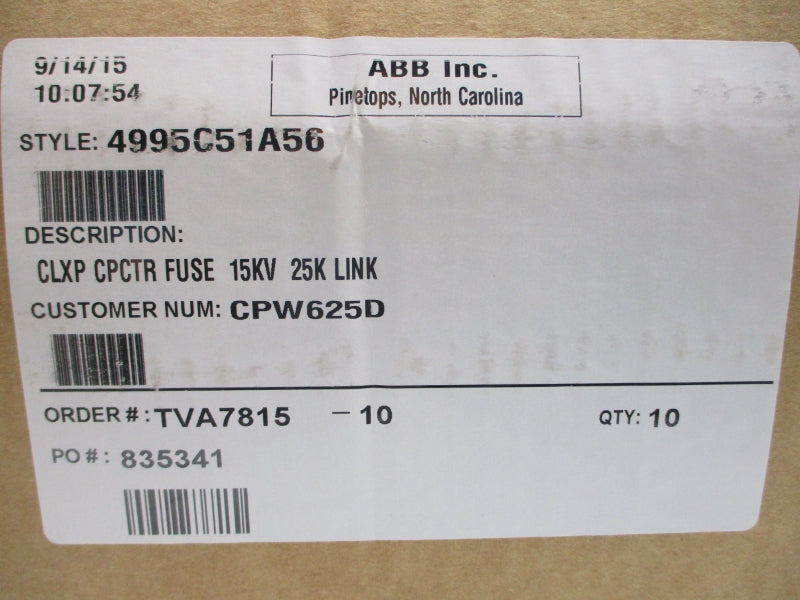 9/14/15
10:07:54
ABB Inc.
Pinetops, North Carolina
STYLE: 4995C51A56
DESCRIPTION:
CLXP CPCTR FUSE 15KV 25K LINK
CUSTOMER NUM: CPW625D
ORDER #: TVA7815 - 10
QTY: 10
PO #: 835341